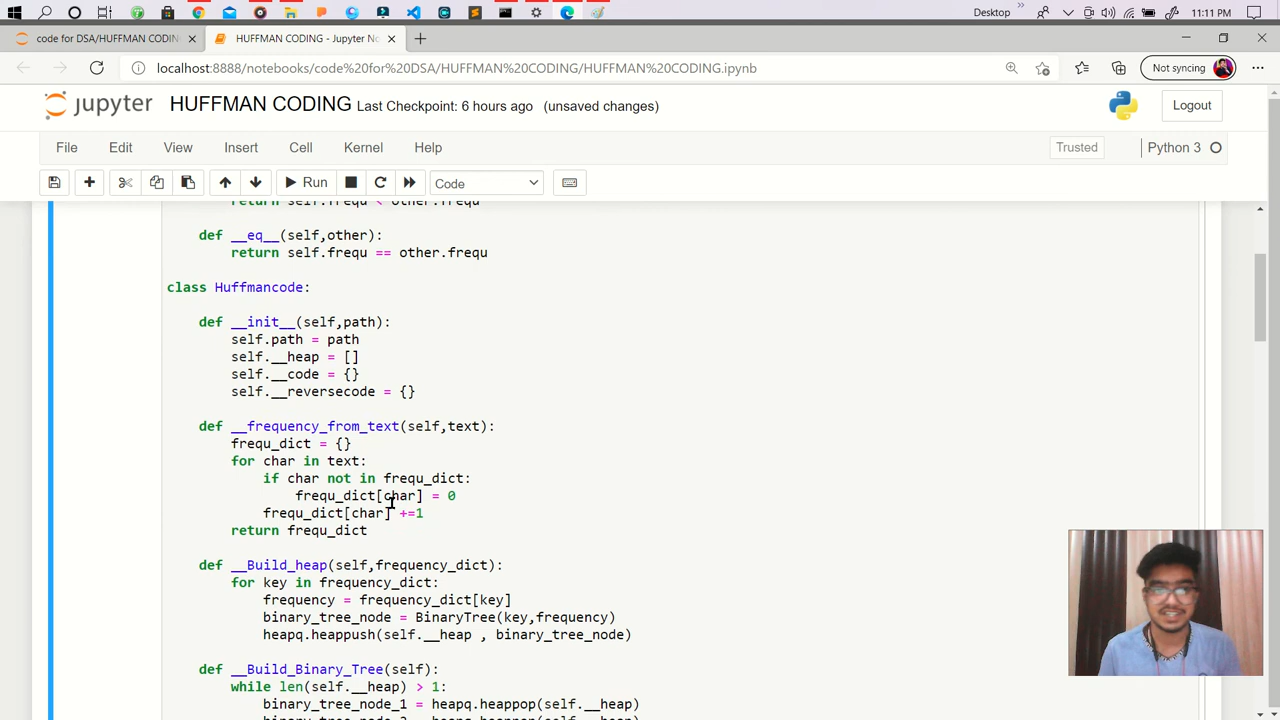 Desktop
11:11 PM
code for DSA/HUFFMAN CODIN
HUFFMAN CODING - Jupyter No
localhost:8888/notebooks/code%20for%20DSA/HUFFMAN%20CODING/HUFFMAN%20CODING.ipynb
Not syncing
jupyter HUFFMAN CODING Last Checkpoint: 6 hours ago (unsaved changes)
Logout
File Edit View Insert Cell Kernel Help
Trusted
Python 3
Run
Code
return self.frequ < other.frequ
def __eq__(self,other):
return self.frequ == other.frequ
class Huffmancode:
def __init__(self,path):
self.path = path
self.__heap = []
self.__code = {}
self.__reversecode = {}
def __frequency_from_text(self,text):
frequ_dict = {}
for char in text:
if char not in frequ_dict:
frequ_dict[char] = 0
frequ_dict[char] +=1
return frequ_dict
def __Build_heap(self,frequency_dict):
for key in frequency_dict:
frequency = frequency_dict[key]
binary_tree_node = BinaryTree(key,frequency)
heapq.heappush(self.__heap , binary_tree_node)
def __Build_Binary_Tree(self):
while len(self.__heap) > 1:
binary_tree_node_1 = heapq.heappop(self.__heap)